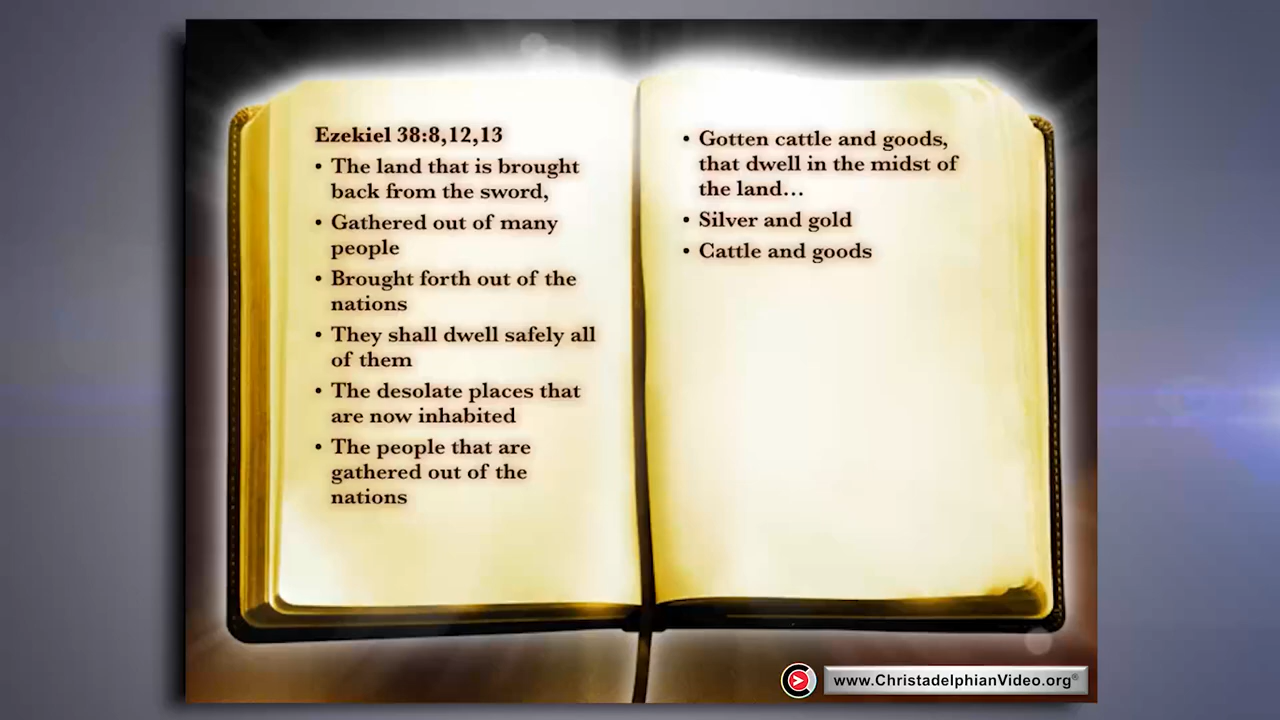 Ezekiel 38:8,12,13
• The land that is brought
back from the sword,
• Gathered out of many
people
• Brought forth out of the
nations
• They shall dwell safely all
of them
• The desolate places that
are now inhabited
• The people that are
gathered out of the
nations
• Gotten cattle and goods,
that dwell in the midst of
the land…
• Silver and gold
• Cattle and goods
www.ChristadelphianVideo.org®